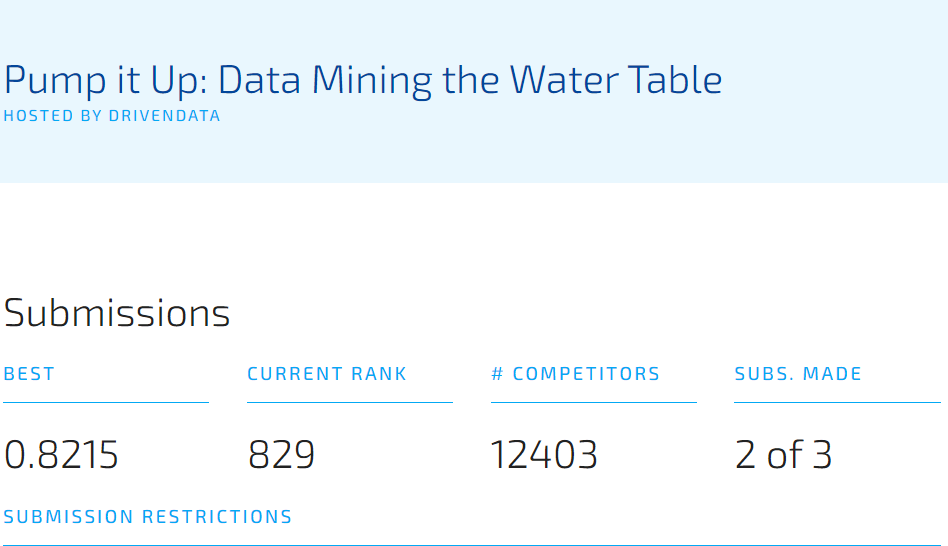 Pump it Up: Data Mining the Water Table
HOSTED BY DRIVENDATA
Submissions
BEST CURRENT RANK # COMPETITORS SUBS. MADE
0.8215 829 12403 2 of 3
SUBMISSION RESTRICTIONS